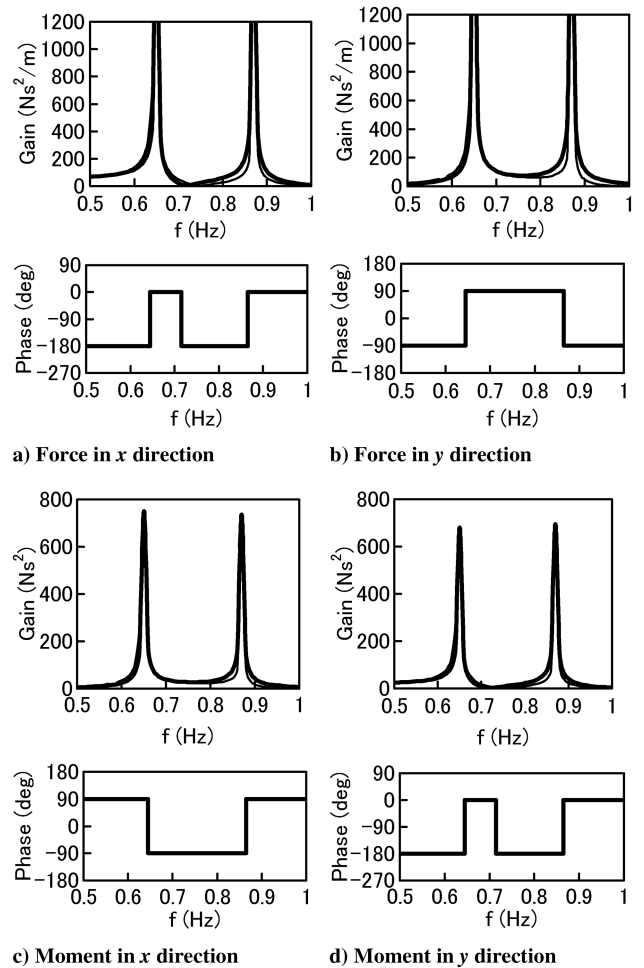 1200
1000
800
600
400
200
0
Gain (Ns²/m)
0.5 0.6 0.7 0.8 0.9 1
f (Hz)
90
0
−90
−180
−270
Phase (deg)
0.5 0.6 0.7 0.8 0.9 1
f (Hz)
a) Force in x direction
1200
1000
800
600
400
200
0
Gain (Ns²/m)
0.5 0.6 0.7 0.8 0.9 1
f (Hz)
180
90
0
−90
−180
Phase (deg)
0.5 0.6 0.7 0.8 0.9 1
f (Hz)
b) Force in y direction
800
600
400
200
0
Gain (Ns²)
0.5 0.6 0.7 0.8 0.9 1
f (Hz)
180
90
0
−90
−180
Phase (deg)
0.5 0.6 0.7 0.8 0.9 1
f (Hz)
c) Moment in x direction
800
600
400
200
0
Gain (Ns²)
0.5 0.6 0.7 0.8 0.9 1
f (Hz)
90
0
−90
−180
−270
Phase (deg)
0.5 0.6 0.7 0.8 0.9 1
f (Hz)
d) Moment in y direction